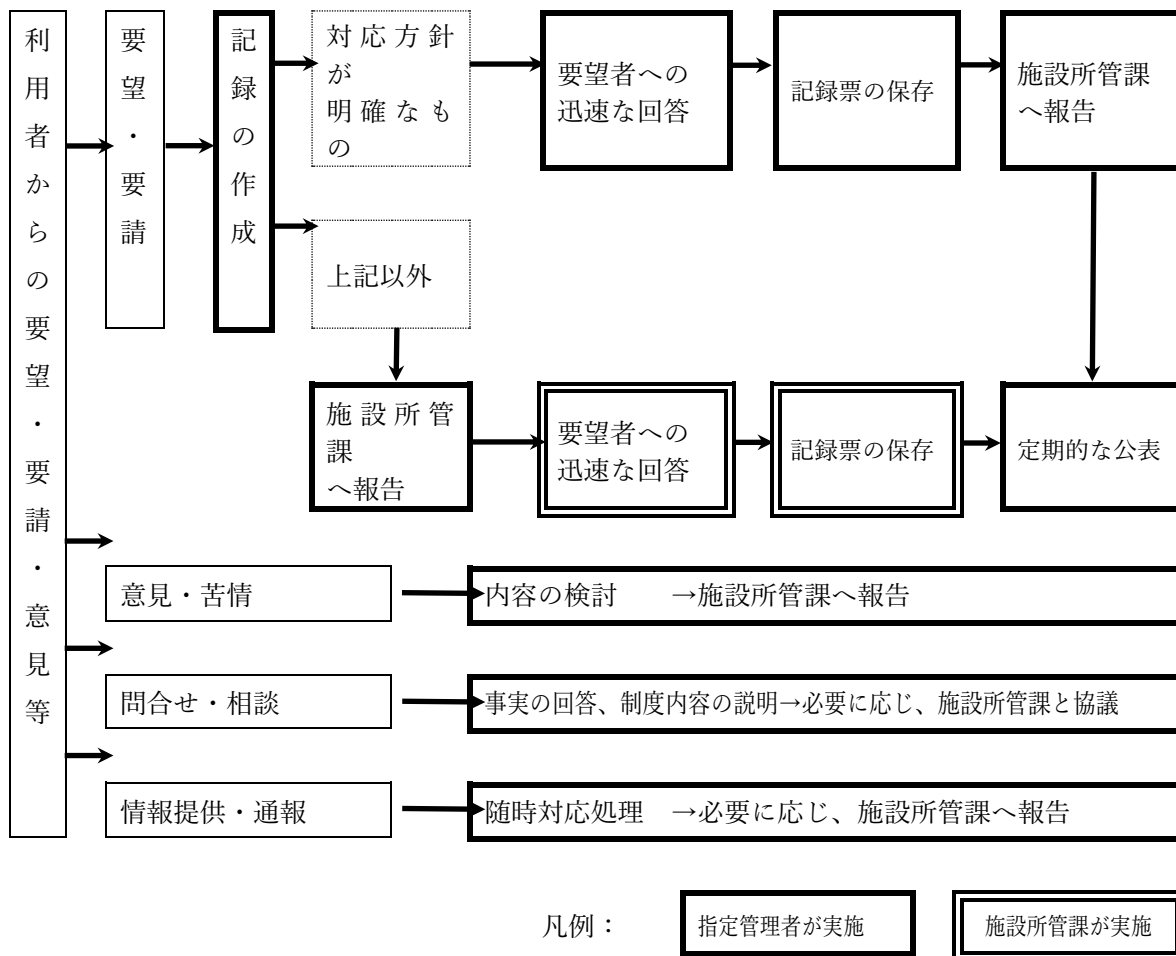 利用者からの要望・要請・意見等
要望・要請
記録の作成
対応方針
が
明確なも
の
要望者への
迅速な回答
記録票の保存
施設所管課
へ報告
上記以外
施設所管
課
へ報告
要望者への
迅速な回答
記録票の保存
定期的な公表
意見・苦情
内容の検討　→施設所管課へ報告
問合せ・相談
事実の回答、制度内容の説明→必要に応じ、施設所管課と協議
情報提供・通報
随時対応処理　→必要に応じ、施設所管課へ報告
凡例：
指定管理者が実施
施設所管課が実施